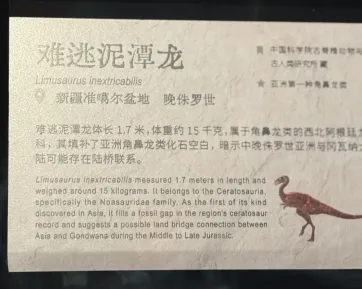 难逃泥潭龙
Limusaurus inextricabilis
新疆准噶尔盆地 晚侏罗世
中国科学院古脊椎动物与
古人类研究所 藏
亚洲第一种角鼻龙类
难逃泥潭龙体长 1.7 米，体重约 15 千克，属于角鼻龙类的西北阿根廷龙
科，其填补了亚洲角鼻龙类化石空白，暗示中晚侏罗世亚洲与冈瓦纳大
陆可能存在陆桥联系。
Limusaurus inextricabilis measured 1.7 meters in length and
weighed around 15 kilograms. It belongs to the Ceratosauria,
specifically the Noasauridae family. As the first of its kind
discovered in Asia, it fills a fossil gap in the region's ceratosaur
record and suggests a possible land bridge connection between
Asia and Gondwana during the Middle to Late Jurassic.